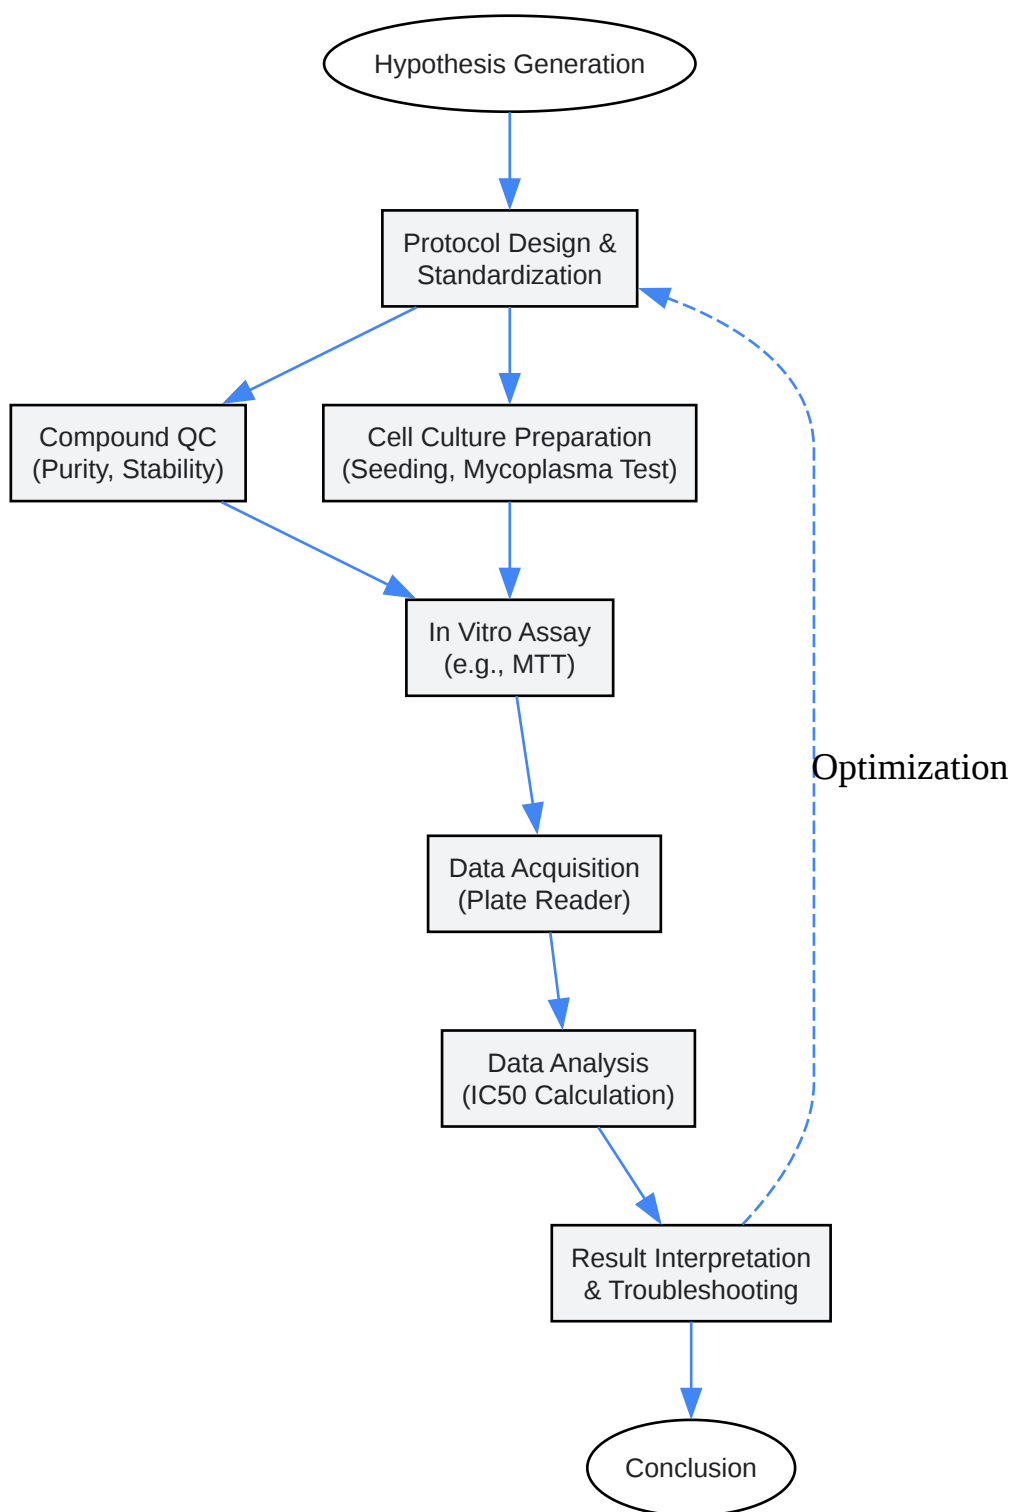 Hypothesis Generation
Protocol Design &
Standardization
Compound QC
(Purity, Stability)
Cell Culture Preparation
(Seeding, Mycoplasma Test)
In Vitro Assay
(e.g., MTT)
Optimization
Data Acquisition
(Plate Reader)
Data Analysis
(IC50 Calculation)
Result Interpretation
& Troubleshooting
Conclusion